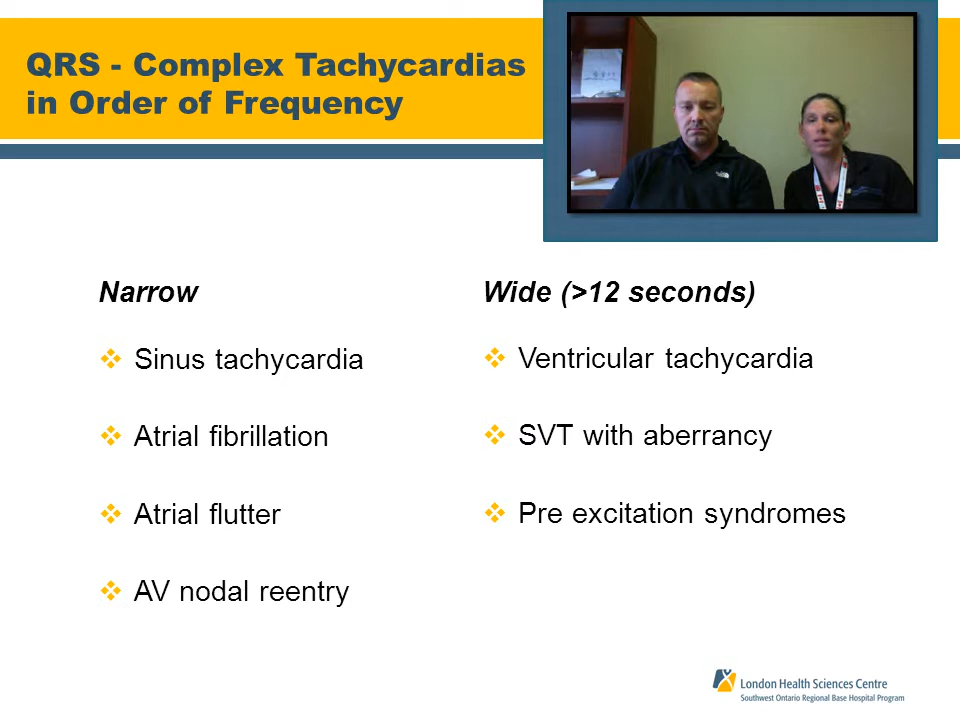 QRS - Complex Tachycardias
in Order of Frequency
Narrow
Sinus tachycardia
Atrial fibrillation
Atrial flutter
AV nodal reentry
Wide (>12 seconds)
Ventricular tachycardia
SVT with aberrancy
Pre excitation syndromes
London Health Sciences Centre
Southwest Ontario Regional Base Hospital Program